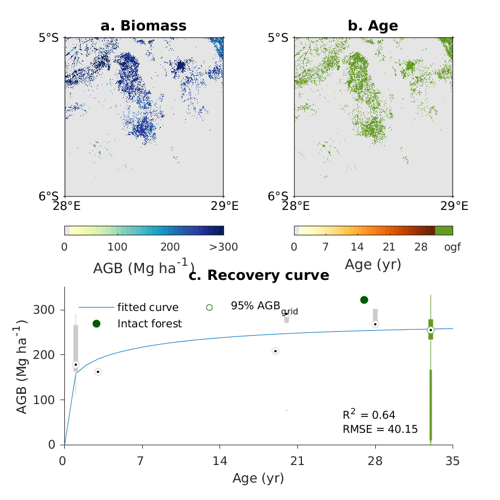 a. Biomass
b. Age
5°S
6°S
28°E
29°E
5°S
6°S
28°E
29°E
0 100 200 >300
AGB (Mg ha⁻¹)
0 7 14 21 28 ogf
Age (yr)
c. Recovery curve
fitted curve
95% AGB_grid
Intact forest
R² = 0.64
RMSE = 40.15
AGB (Mg ha⁻¹)
300
200
100
0
0 7 14 21 28 35
Age (yr)